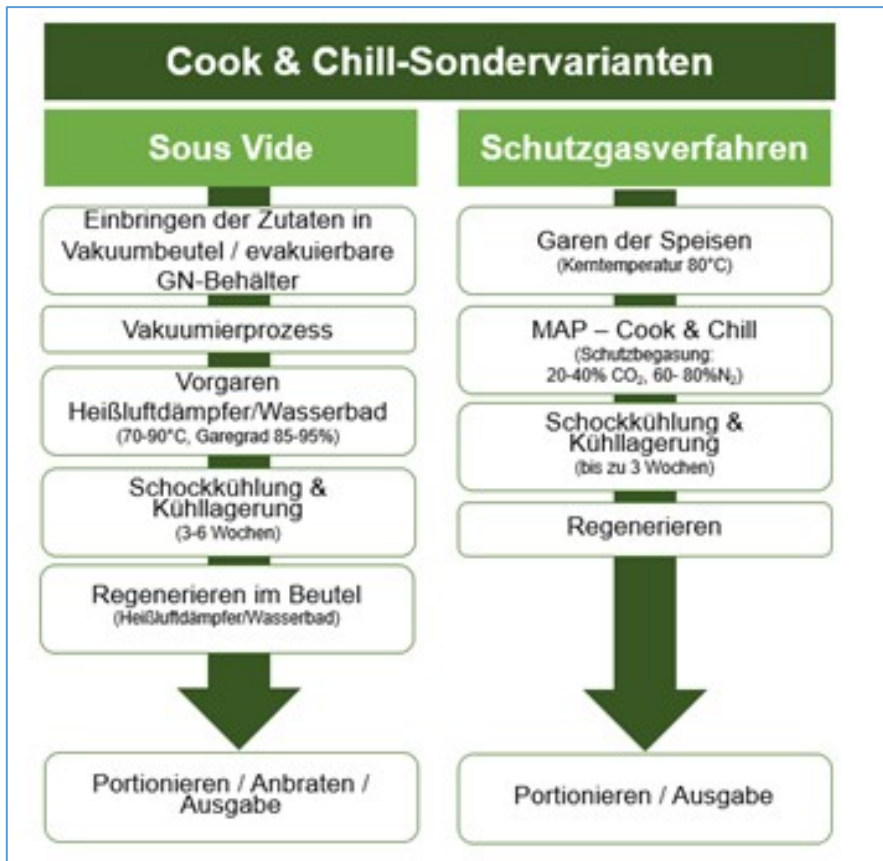 Cook & Chill-Sondervarianten
Sous Vide
Einbringen der Zutaten in
Vakuumbeutel / evakuierbare
GN-Behälter
Vakuumierprozess
Vorgaren
Heißluftdämpfer/Wasserbad
(70-90°C, Garegrad 85-95%)
Schockkühlung &
Kühllagerung
(3-6 Wochen)
Regenerieren im Beutel
(Heißluftdämpfer/Wasserbad)
Portionieren / Anbraten /
Ausgabe
Schutzgasverfahren
Garen der Speisen
(Kerntemperatur 80°C)
MAP – Cook & Chill
(Schutzbegasung:
20-40% CO₂, 60- 80%N₂)
Schockkühlung &
Kühllagerung
(bis zu 3 Wochen)
Regenerieren
Portionieren / Ausgabe